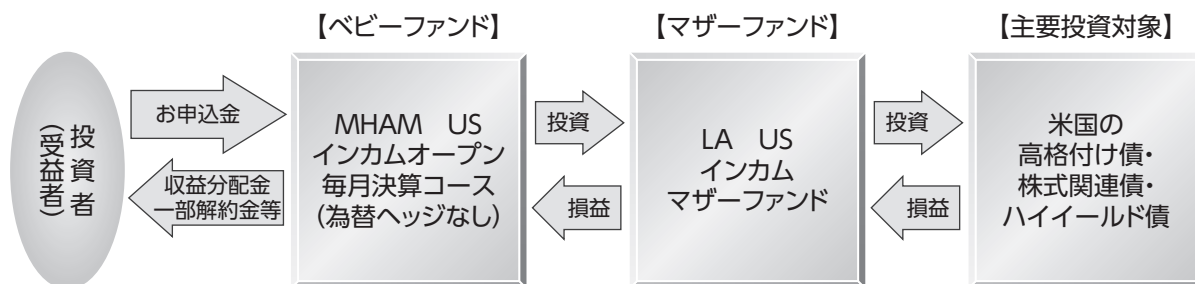 【ベビーファンド】
【マザーファンド】
【主要投資対象】
投資者
(受益者)
お申込金
収益分配金
一部解約金等
MHAM US
インカムオープン
毎月決算コース
(為替ヘッジなし)
投資
損益
LA US
インカム
マザーファンド
投資
損益
米国の
高格付け債・
株式関連債・
ハイイールド債